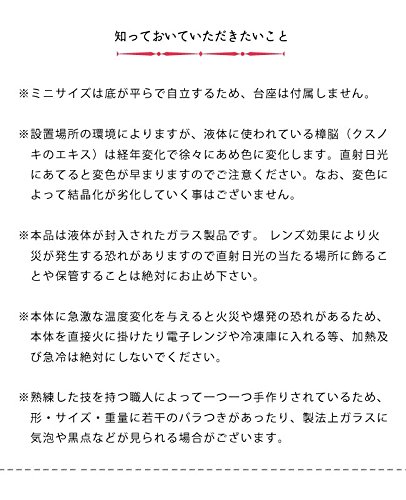 知っておいていただきたいこと
※ミニサイズは底が平らで自立するため、台座は付属しません。
※設置場所の環境によりますが、液体に使われている樟脳（クスノ
キのエキス）は経年変化で徐々にあめ色に変化します。直射日光
にあてると変色が早まりますのでご注意ください。なお、変色に
よって結晶化が劣化していく事はございません。
※本品は液体が封入されたガラス製品です。 レンズ効果により火
災が発生する恐れがありますので直射日光の当たる場所に飾るこ
とや保管することは絶対にお止め下さい。
※本体に急激な温度変化を与えると火災や爆発の恐れがあるため、
本体を直接火に掛けたり電子レンジや冷凍庫に入れる等、加熱及
び急冷は絶対にしないでください。
※熟練した技を持つ職人によって一つ一つ手作りされているため、
形・サイズ・重量に若干のバラつきがあったり、製法上ガラスに
気泡や黒点などが見られる場合がございます。